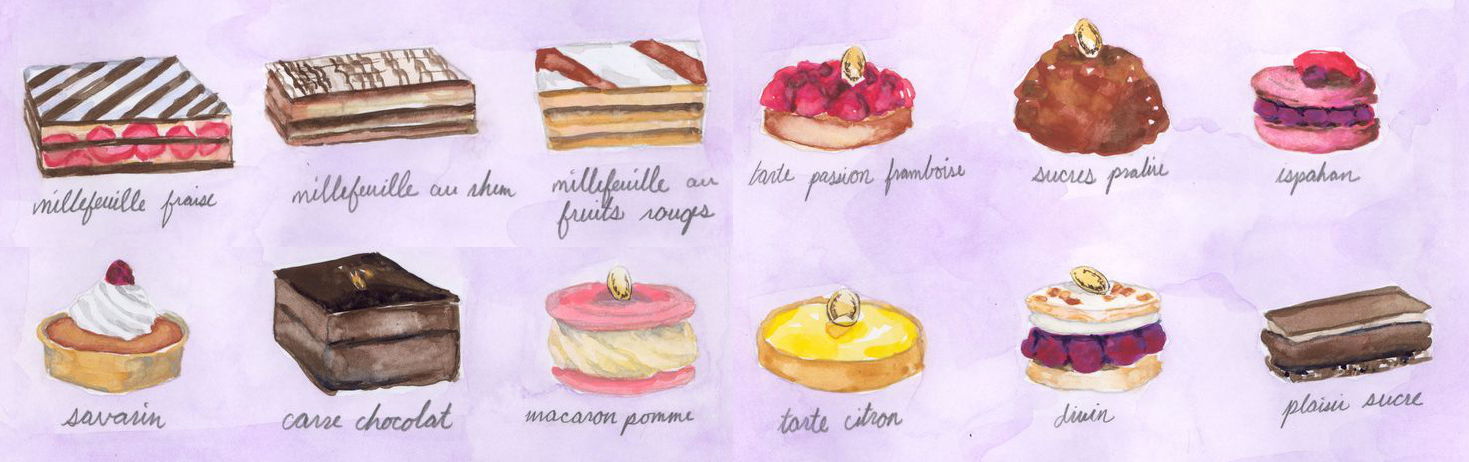 millefeuille fraise
millefeuille au rhum
millefeuille au
fruits rouges
tarte passion framboise
sucres praline
ispahan
savarin
carre chocolat
macaron pomme
tarte citron
divin
plaisir sucre